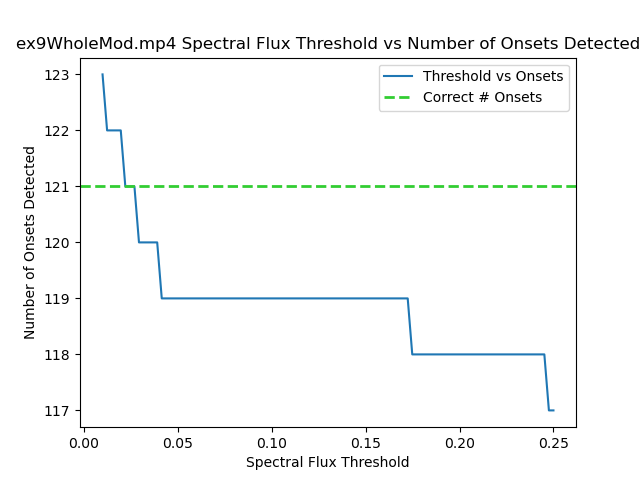 ex9WholeMod.mp4 Spectral Flux Threshold vs Number of Onsets Detected
Threshold vs Onsets
Correct # Onsets
Number of Onsets Detected
123
122
121
120
119
118
117
0.00 0.05 0.10 0.15 0.20 0.25
Spectral Flux Threshold